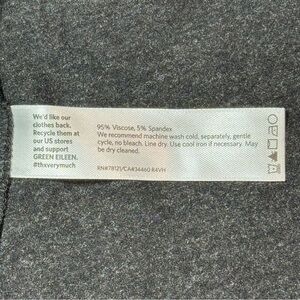 We'd like our
clothes back.
Recycle them at
our US stores
and support
GREEN EILEEN.
#thxverymuch
95% Viscose, 5% Spandex
We recommend machine wash cold, separately, gentle
cycle, no bleach. Line dry. Use cool iron if necessary. May
be dry cleaned.
RN#78121/CA#34460 R4VH